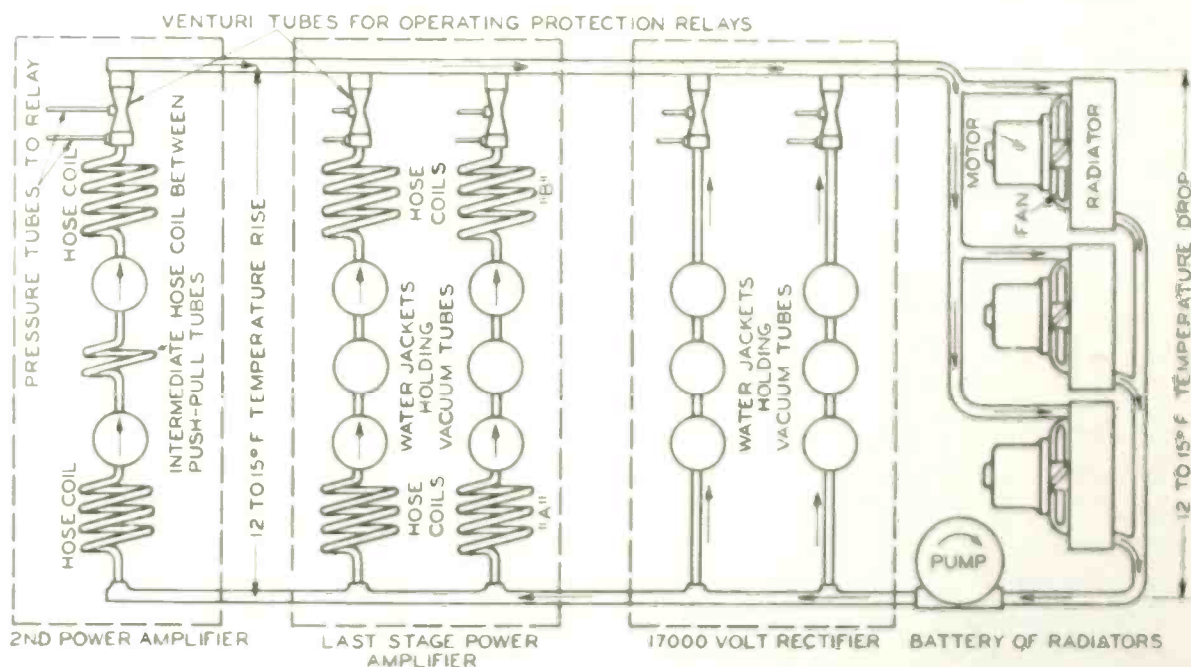 VENTURI TUBES FOR OPERATING PROTECTION RELAYS
PRESSURE TUBES TO RELAY
HOSE COIL
INTERMEDIATE HOSE COIL BETWEEN
PUSH-PULL TUBES
HOSE COIL
12 TO 15° F TEMPERATURE RISE
HOSE
COILS
"B"
WATER JACKETS
HOLDING
VACUUM TUBES
HOSE
COILS
"A"
WATER JACKETS
HOLDING
VACUUM TUBES
MOTOR
FAN
RADIATOR
12 TO 15° F TEMPERATURE DROP
PUMP
2ND POWER AMPLIFIER
LAST STAGE POWER
AMPLIFIER
17000 VOLT RECTIFIER
BATTERY OF RADIATORS